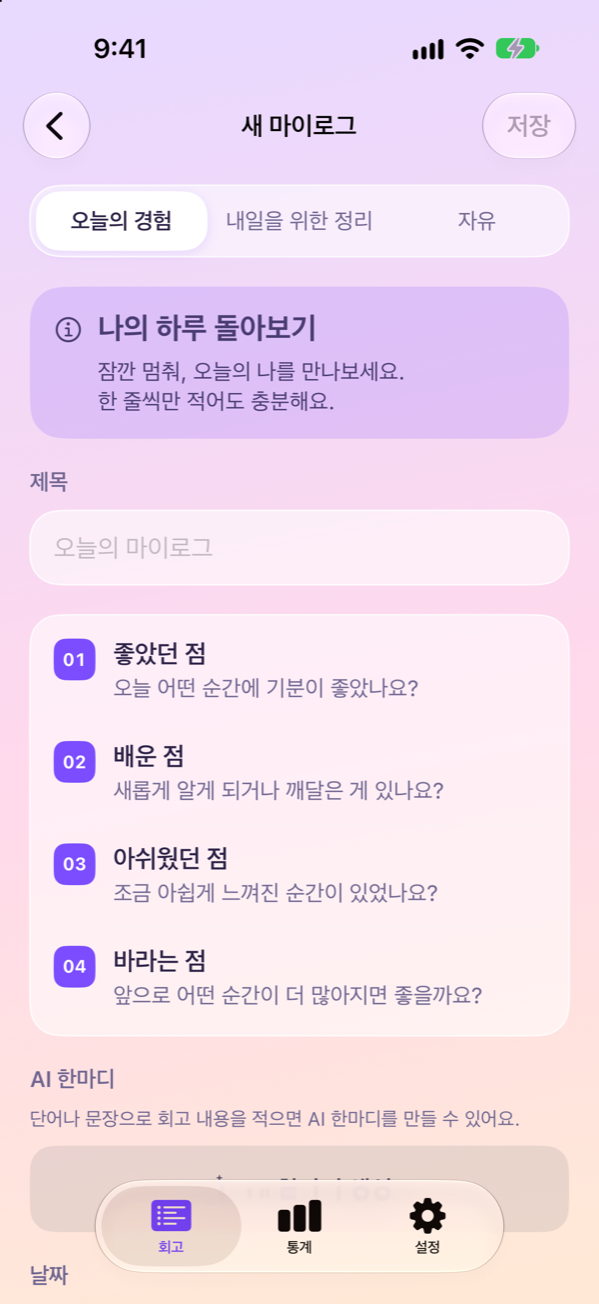 9:41
새 마이로그
저장
오늘의 경험
내일을 위한 정리
자유
나의 하루 돌아보기
잠깐 멈춰, 오늘의 나를 만나보세요.
한 줄씩만 적어도 충분해요.
제목
오늘의 마이로그
01
좋았던 점
오늘 어떤 순간에 기분이 좋았나요?
02
배운 점
새롭게 알게 되거나 깨달은 게 있나요?
03
아쉬웠던 점
조금 아쉽게 느껴진 순간이 있었나요?
04
바라는 점
앞으로 어떤 순간이 더 많아지면 좋을까요?
AI 한마디
단어나 문장으로 회고 내용을 적으면 AI 한마디를 만들 수 있어요.
회고
통계
설정
날짜